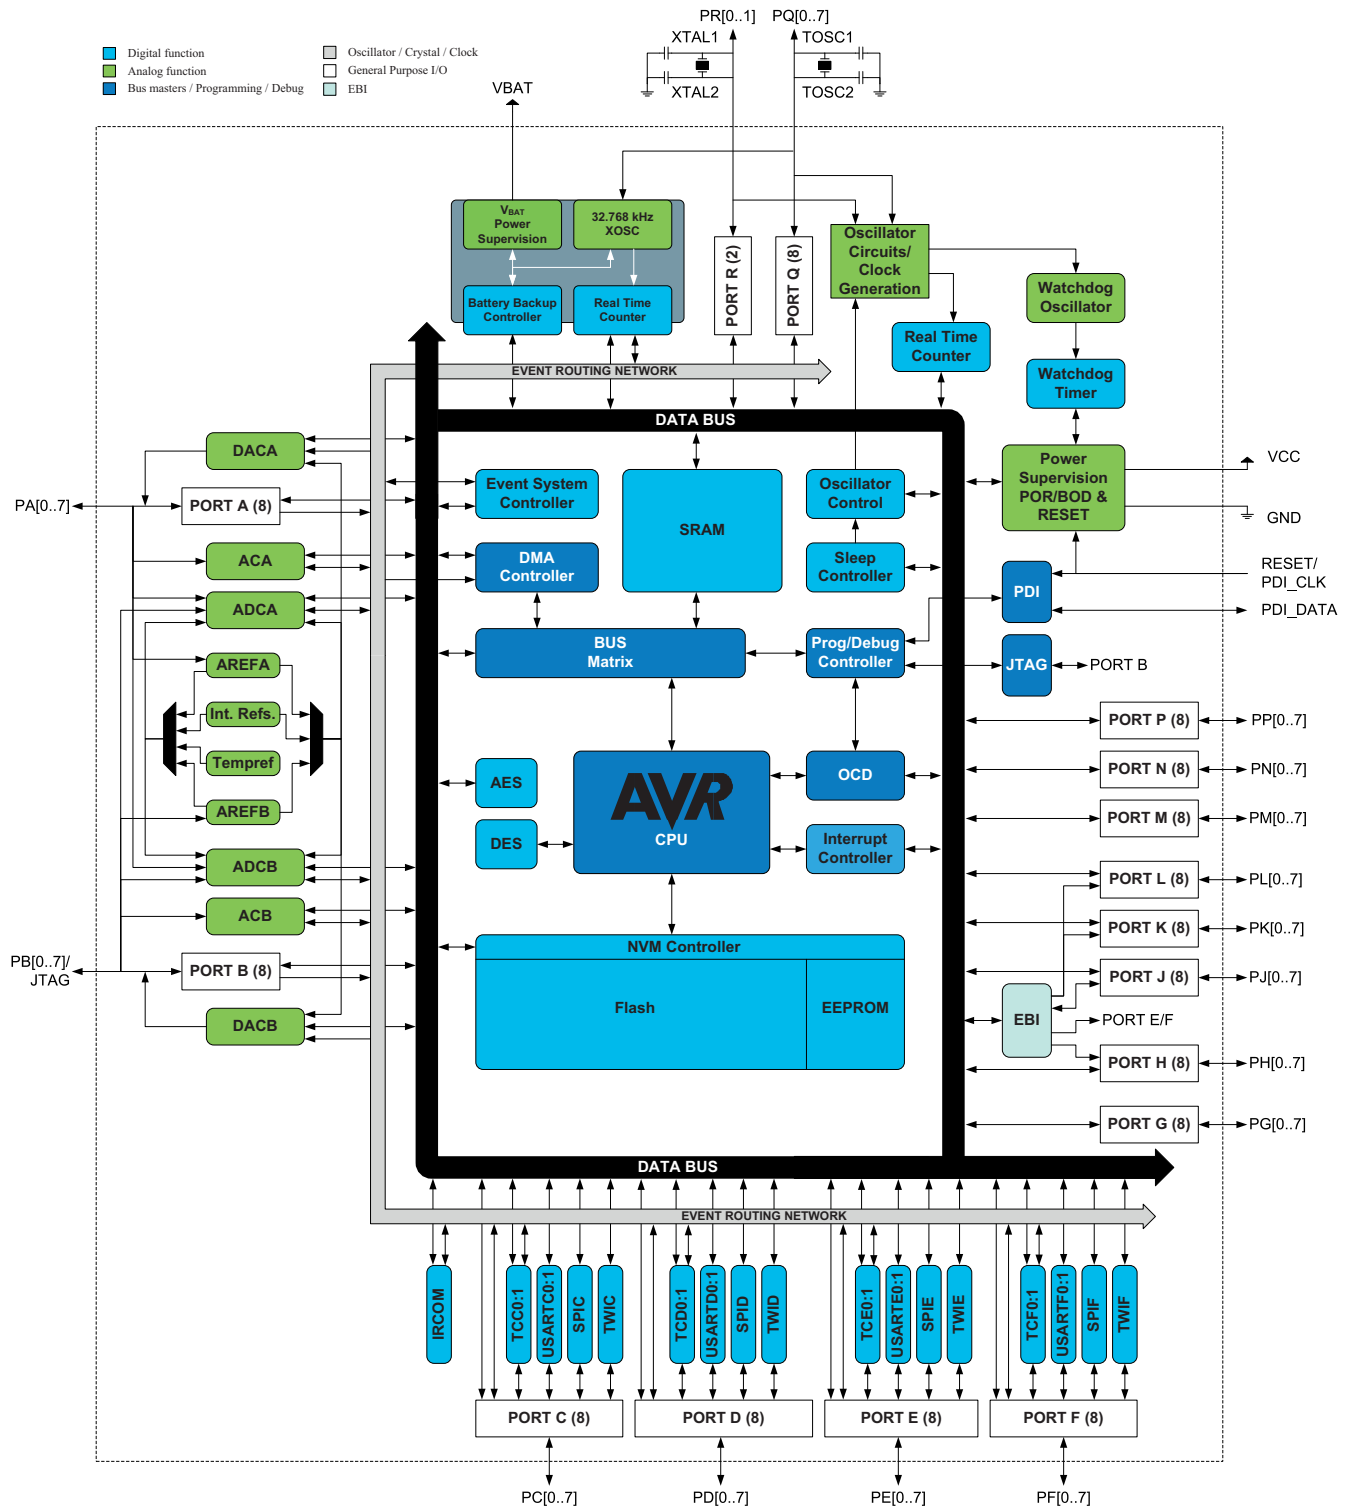 PR[0..1]
PQ[0..7]
XTAL1
TOSC1
XTAL2
TOSC2
Digital function
Analog function
Bus masters / Programming / Debug
Oscillator / Crystal / Clock
General Purpose I/O
EBI
VBAT
VBAT
Power
Supervision
32.768 kHz
XOSC
Battery Backup
Controller
Real Time
Counter
PORT R (2)
PORT Q (8)
Oscillator
Circuits/
Clock
Generation
Watchdog
Oscillator
Real Time
Counter
Watchdog
Timer
EVENT ROUTING NETWORK
DATA BUS
DACA
PA[0..7]
PORT A (8)
ACA
ADCA
AREFA
Int. Refs.
Tempref
AREFB
ADCB
ACB
PB[0..7]/
JTAG
PORT B (8)
DACB
Event System
Controller
DMA
Controller
SRAM
Oscillator
Control
Sleep
Controller
BUS
Matrix
Prog/Debug
Controller
AES
DES
AVR
CPU
OCD
Interrupt
Controller
NVM Controller
Flash
EEPROM
Power
Supervision
POR/BOD &
RESET
VCC
GND
RESET/
PDI_CLK
PDI
PDI_DATA
JTAG
PORT B
PORT P (8)
PP[0..7]
PORT N (8)
PN[0..7]
PORT M (8)
PM[0..7]
PORT L (8)
PL[0..7]
PORT K (8)
PK[0..7]
PORT J (8)
PJ[0..7]
EBI
PORT E/F
PORT H (8)
PH[0..7]
PORT G (8)
PG[0..7]
DATA BUS
EVENT ROUTING NETWORK
IRCOM
TCC0:1
USARTC0:1
SPIC
TWIC
TCD0:1
USARTD0:1
SPID
TWID
TCE0:1
USARTE0:1
SPIE
TWIE
TCF0:1
USARTF0:1
SPIF
TWIF
PORT C (8)
PORT D (8)
PORT E (8)
PORT F (8)
PC[0..7]
PD[0..7]
PE[0..7]
PF[0..7]